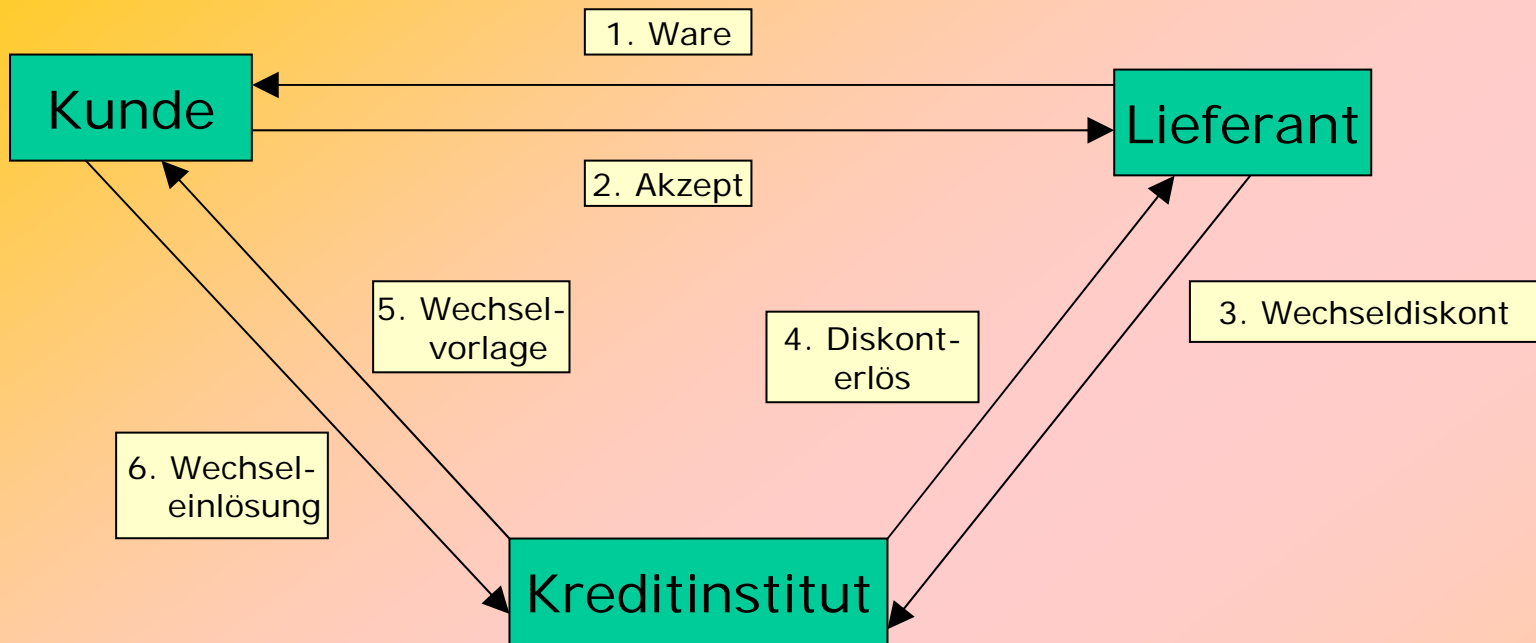 1. Ware
Kunde
Lieferant
2. Akzept
5. Wechsel-
vorlage
3. Wechseldiskont
4. Diskont-
erlös
6. Wechsel-
einlösung
Kreditinstitut